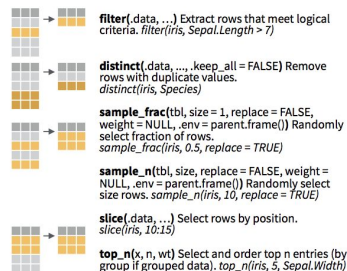 filter(.data, …) Extract rows that meet logical
criteria. filter(iris, Sepal.Length > 7)
distinct(.data, ..., .keep_all = FALSE) Remove
rows with duplicate values.
distinct(iris, Species)
sample_frac(tbl, size = 1, replace = FALSE,
weight = NULL, .env = parent.frame()) Randomly
select fraction of rows.
sample_frac(iris, 0.5, replace = TRUE)
sample_n(tbl, size, replace = FALSE, weight =
NULL, .env = parent.frame()) Randomly select
size rows. sample_n(iris, 10, replace = TRUE)
slice(.data, …) Select rows by position.
slice(iris, 10:15)
top_n(x, n, wt) Select and order top n entries (by
group if grouped data). top_n(iris, 5, Sepal.Width)